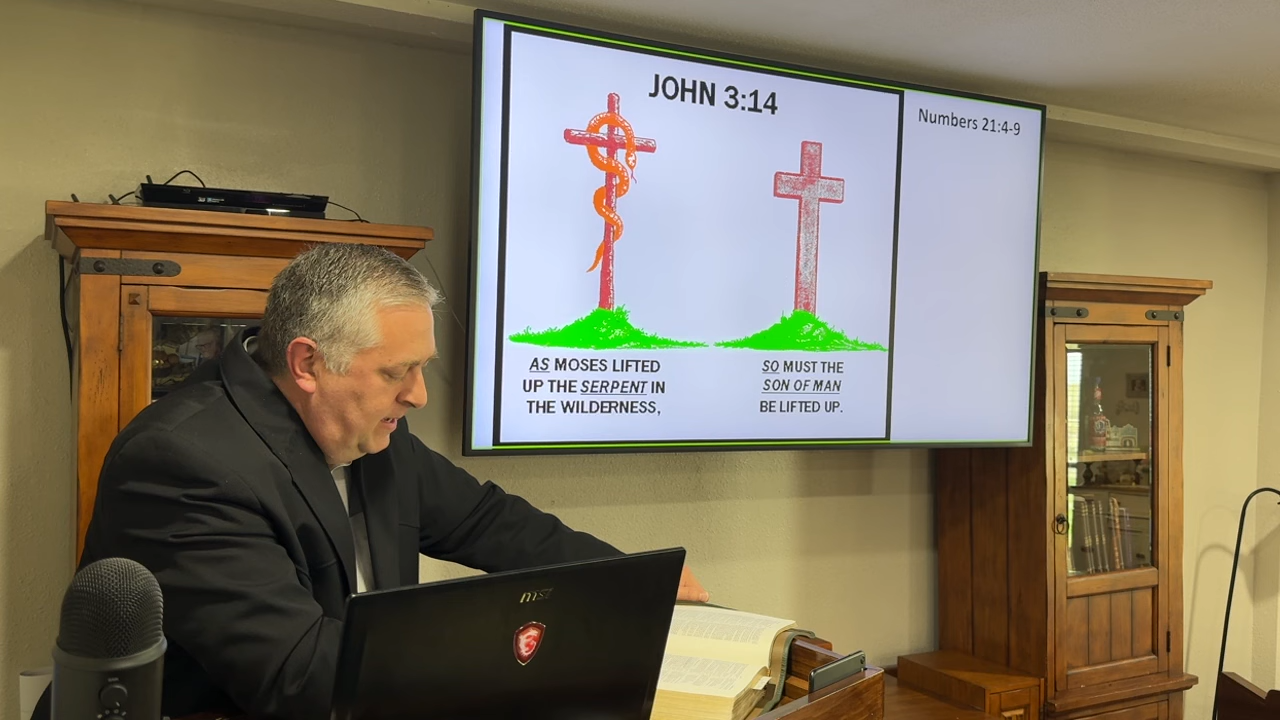 JOHN 3:14
Numbers 21:4-9
AS MOSES LIFTED
UP THE SERPENT IN
THE WILDERNESS,
SO MUST THE
SON OF MAN
BE LIFTED UP.
msi